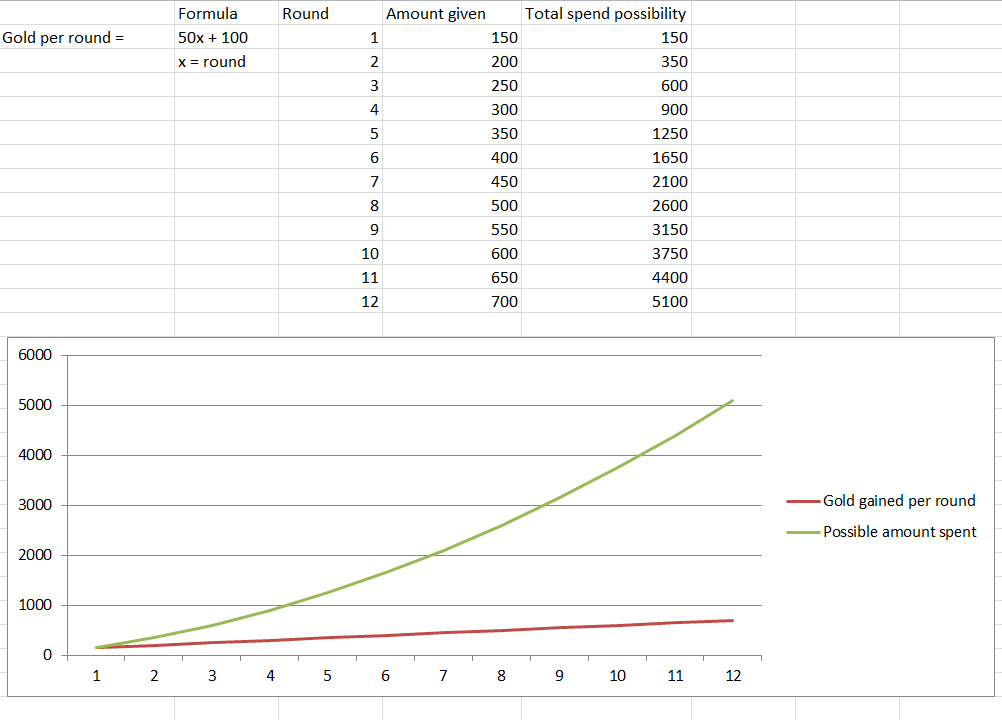 Formula Round Amount given Total spend possibility
Gold per round = 50x + 100 1 150 150
x = round 2 200 350
3 250 600
4 300 900
5 350 1250
6 400 1650
7 450 2100
8 500 2600
9 550 3150
10 600 3750
11 650 4400
12 700 5100
6000
5000
4000
3000
2000
1000
0
1 2 3 4 5 6 7 8 9 10 11 12
Gold gained per round
Possible amount spent